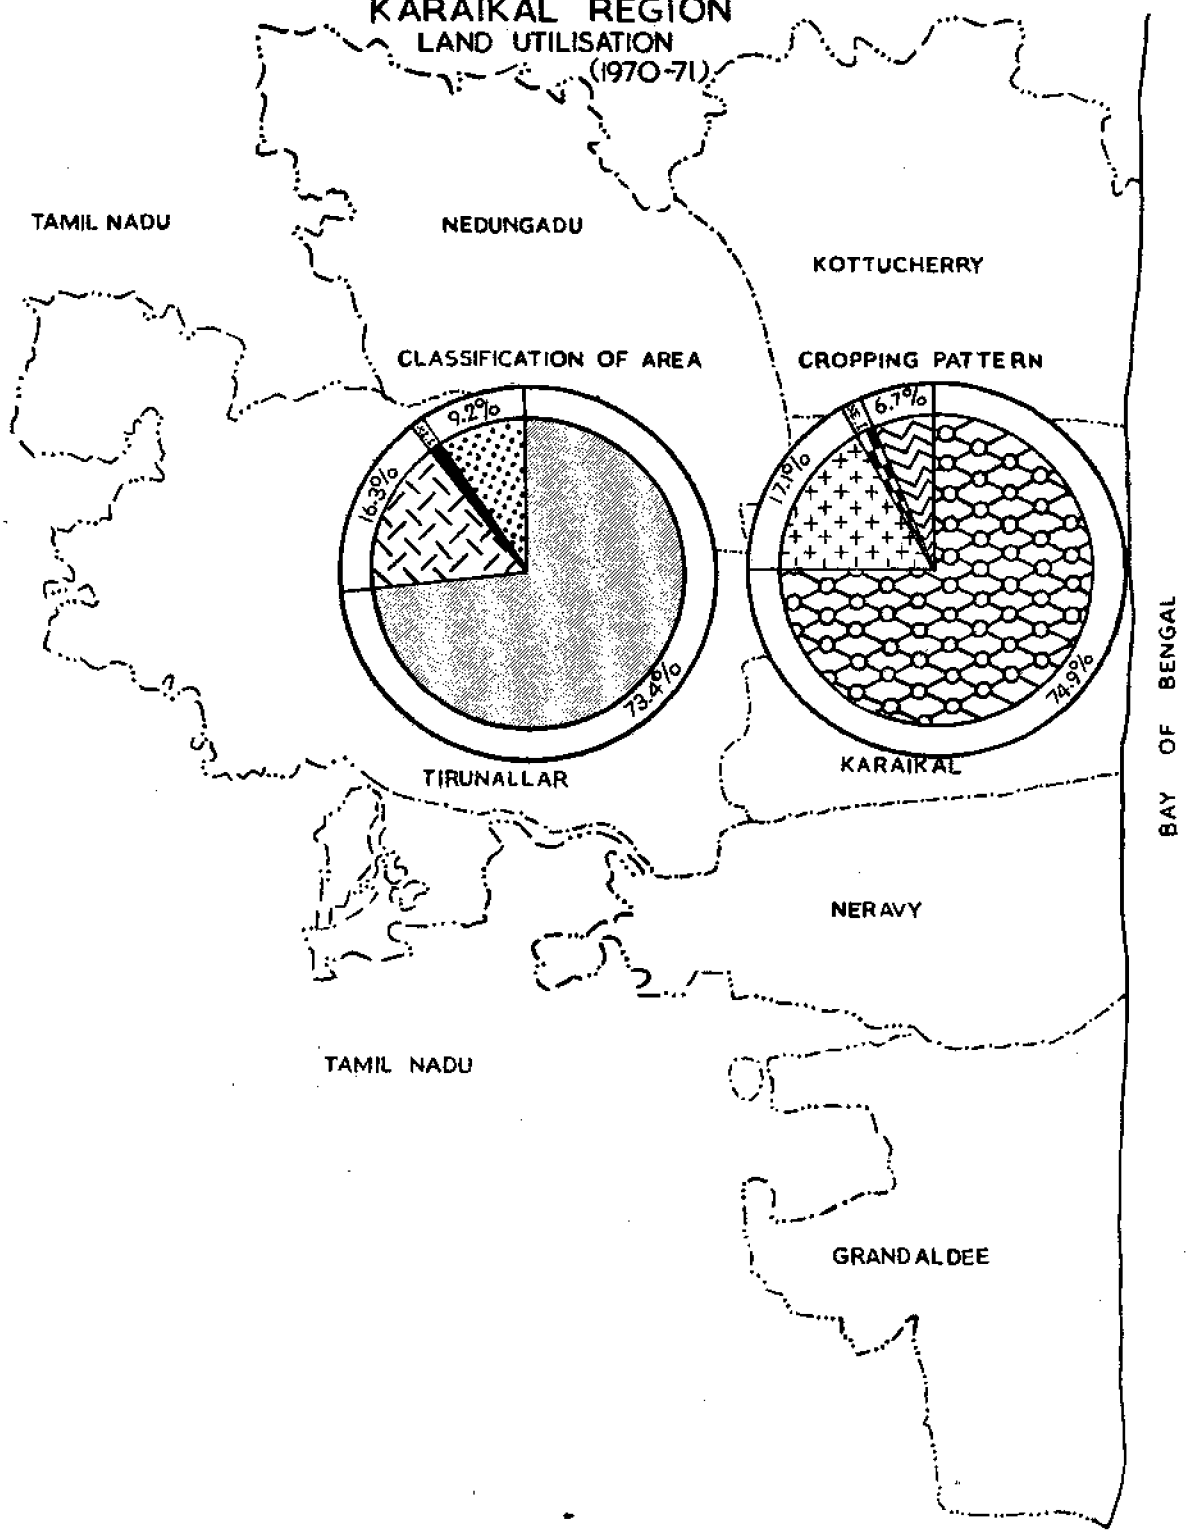 KARAIKAL REGION
LAND UTILISATION
(1970-71)
TAMIL NADU
NEDUNGADU
KOTTUCHERRY
CLASSIFICATION OF AREA
CROPPING PATTERN
9.2%
16.3%
73.4%
6.7%
17.1%
74.9%
TIRUNALLAR
KARAIKAL
BAY OF BENGAL
NERAVY
TAMIL NADU
GRANDALDEE